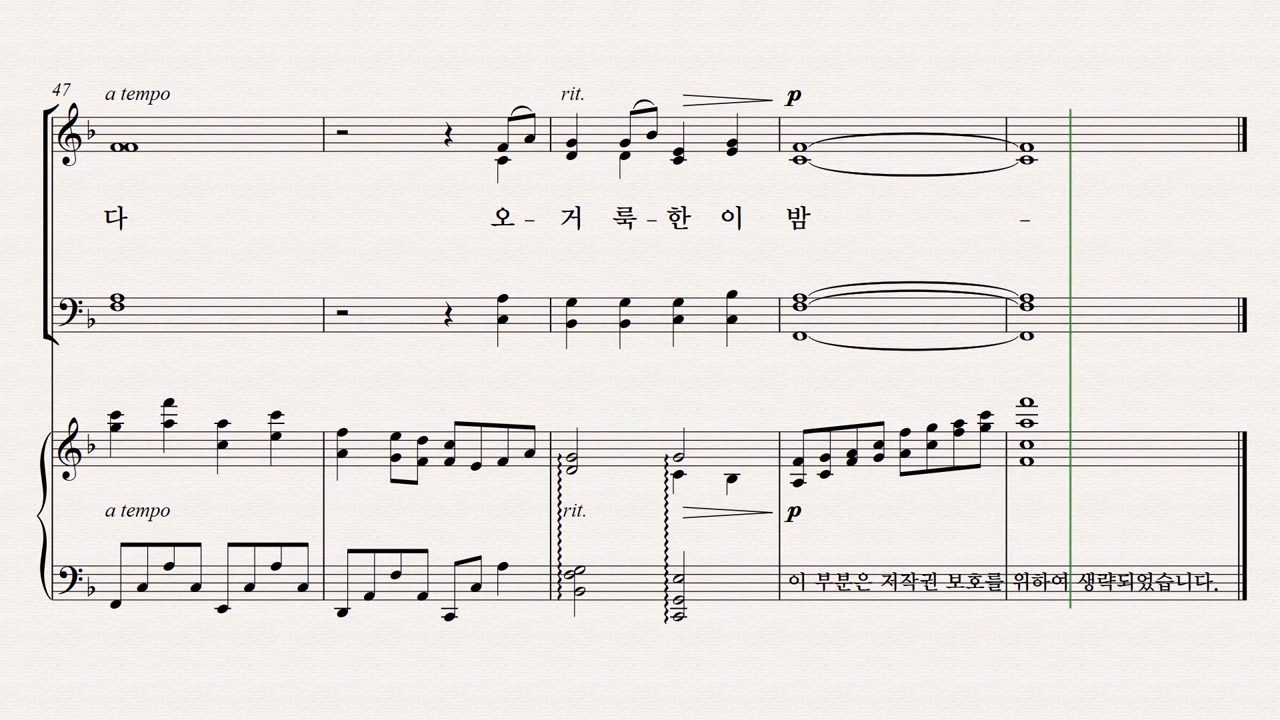 47 a tempo rit. p
다 오 - 거 룩 - 한 이 밤 -
a tempo rit. p
이 부분은 저작권 보호를 위하여 생략되었습니다.